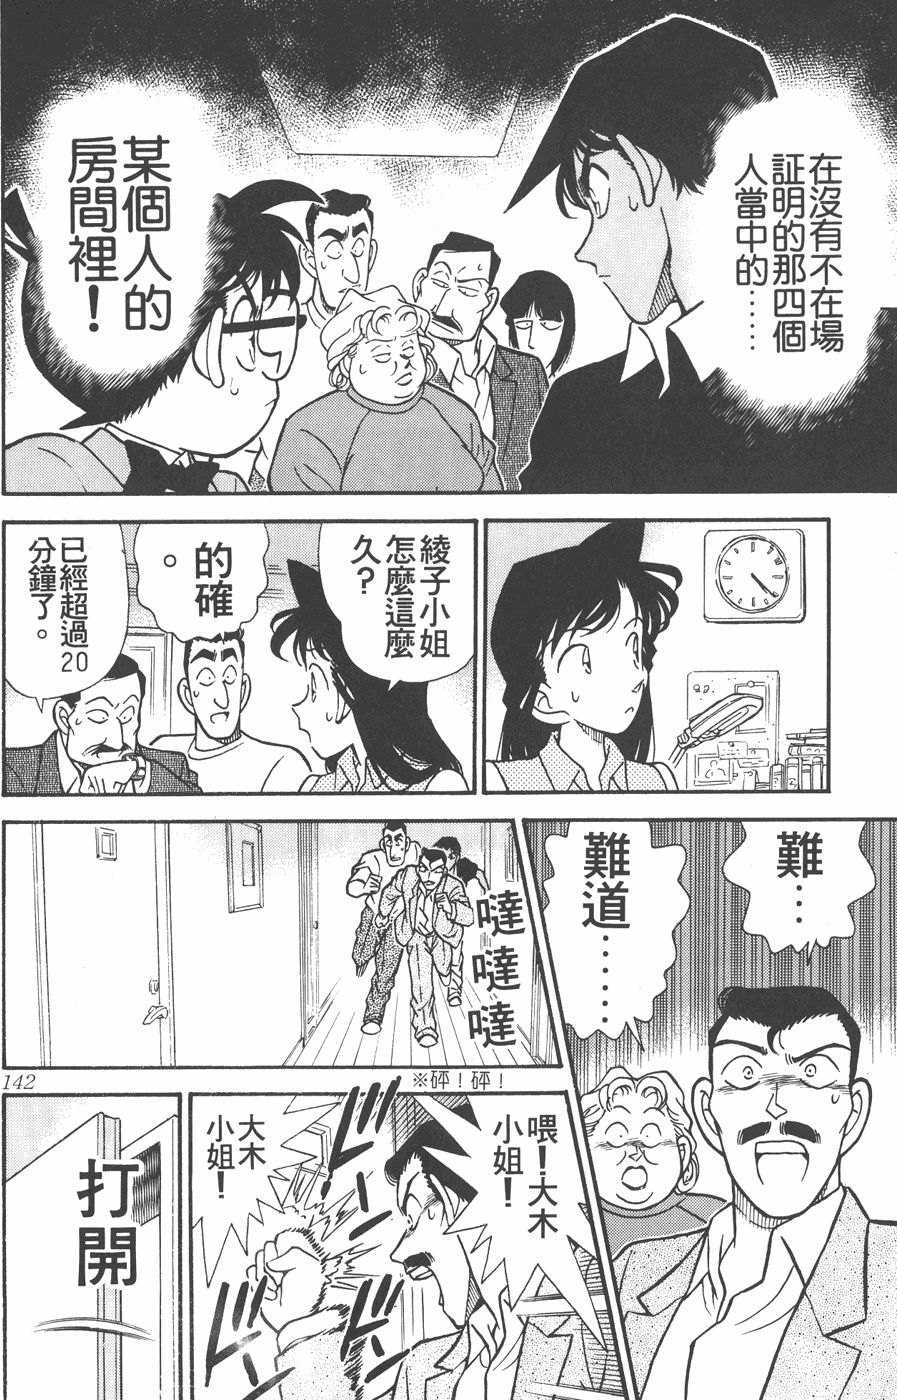 在沒有不在場
証明的那四個
人當中的……
某個人的
房間裡！
綾子小姐
怎麼這麼
久？
的確
。
已經超過20
分鐘了。
難…
難道……
噠噠噠
※砰！砰！
喂！大木
小姐！
大木
小姐！
打開
142